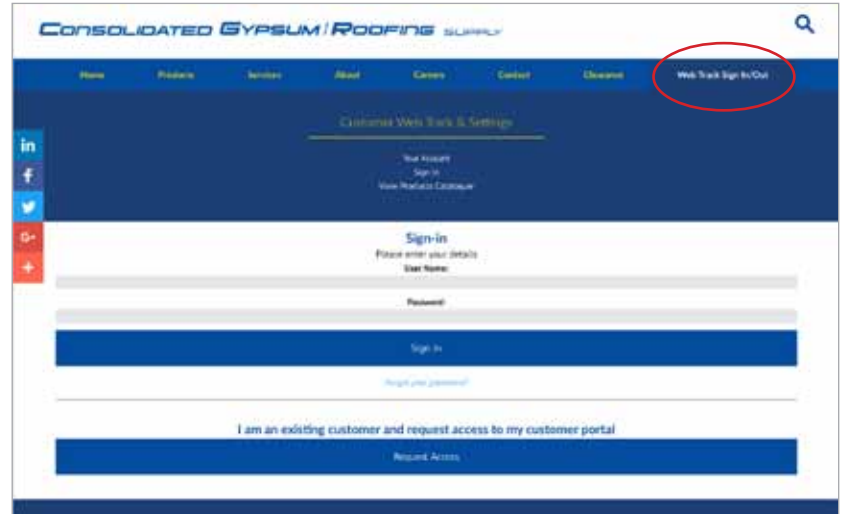 CONSOLIDATED GYPSUM/ROOFING SUPPLY
Home Products Services About Careers Contact Clearance Web Track Sign In/Out
Customer Web Track & Settings
Your Account
Sign In
View Products Catalogue
in
f
G+
+
Sign-in
Please enter your details
User Name:
Password:
Sign In
Forgot your password?
I am an existing customer and request access to my customer portal
Request Access